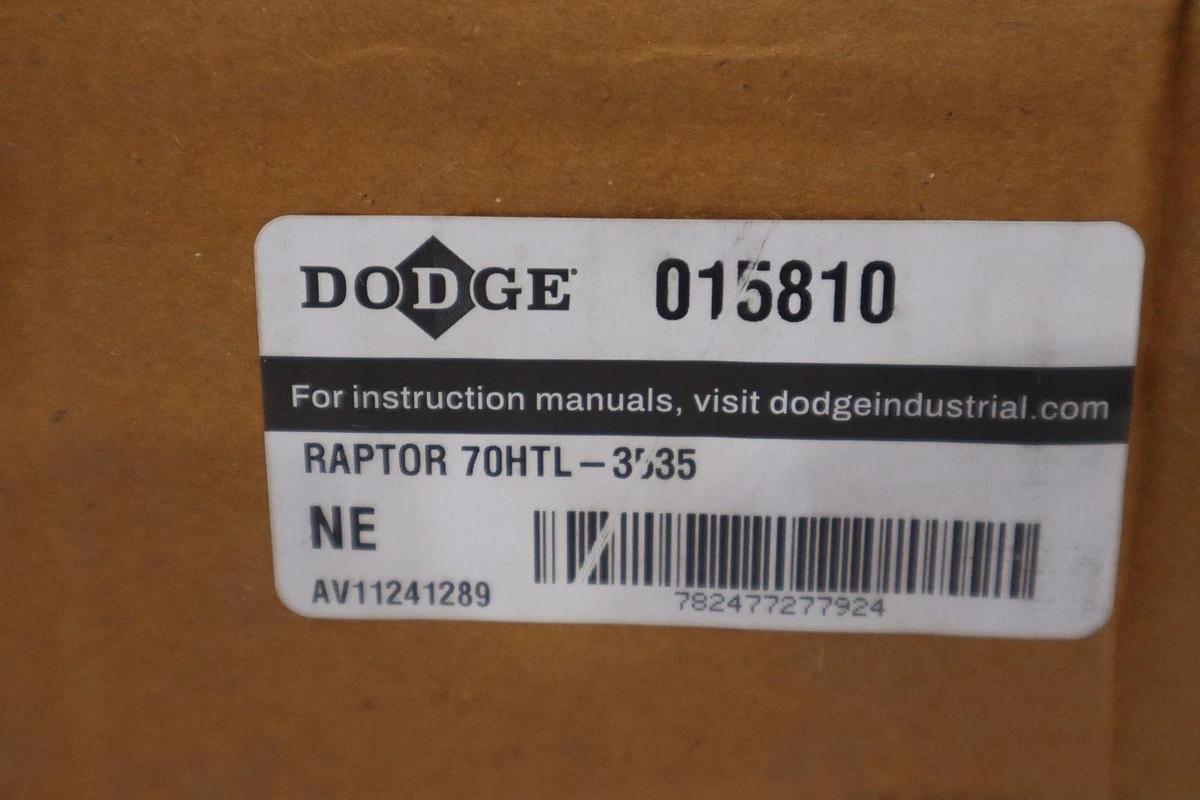 DODGE 015810
For instruction manuals, visit dodgeindustrial.com
RAPTOR 70HTL-3535
NE
AV11241289
782477277924